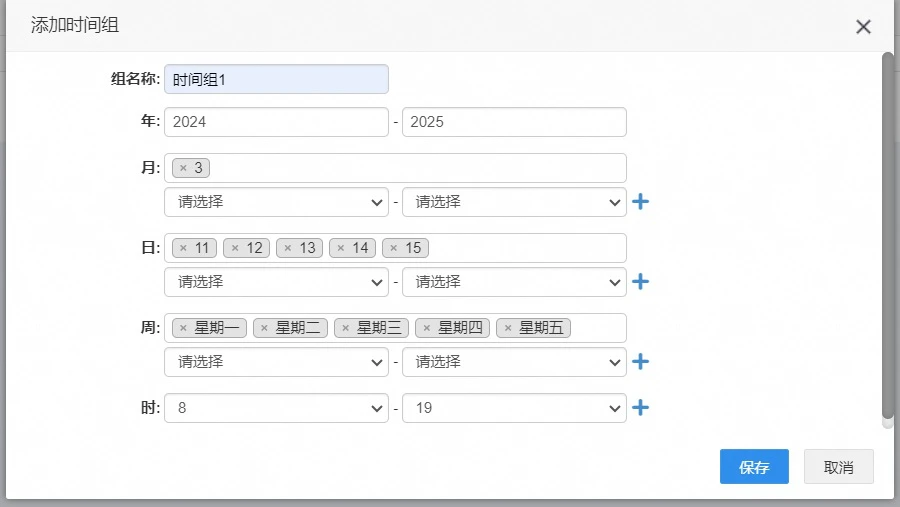 添加时间组
组名称: 时间组1
年: 2024 - 2025
月: × 3
请选择 - 请选择
日: × 11 × 12 × 13 × 14 × 15
请选择 - 请选择
周: × 星期一 × 星期二 × 星期三 × 星期四 × 星期五
请选择 - 请选择
时: 8 - 19
保存 取消